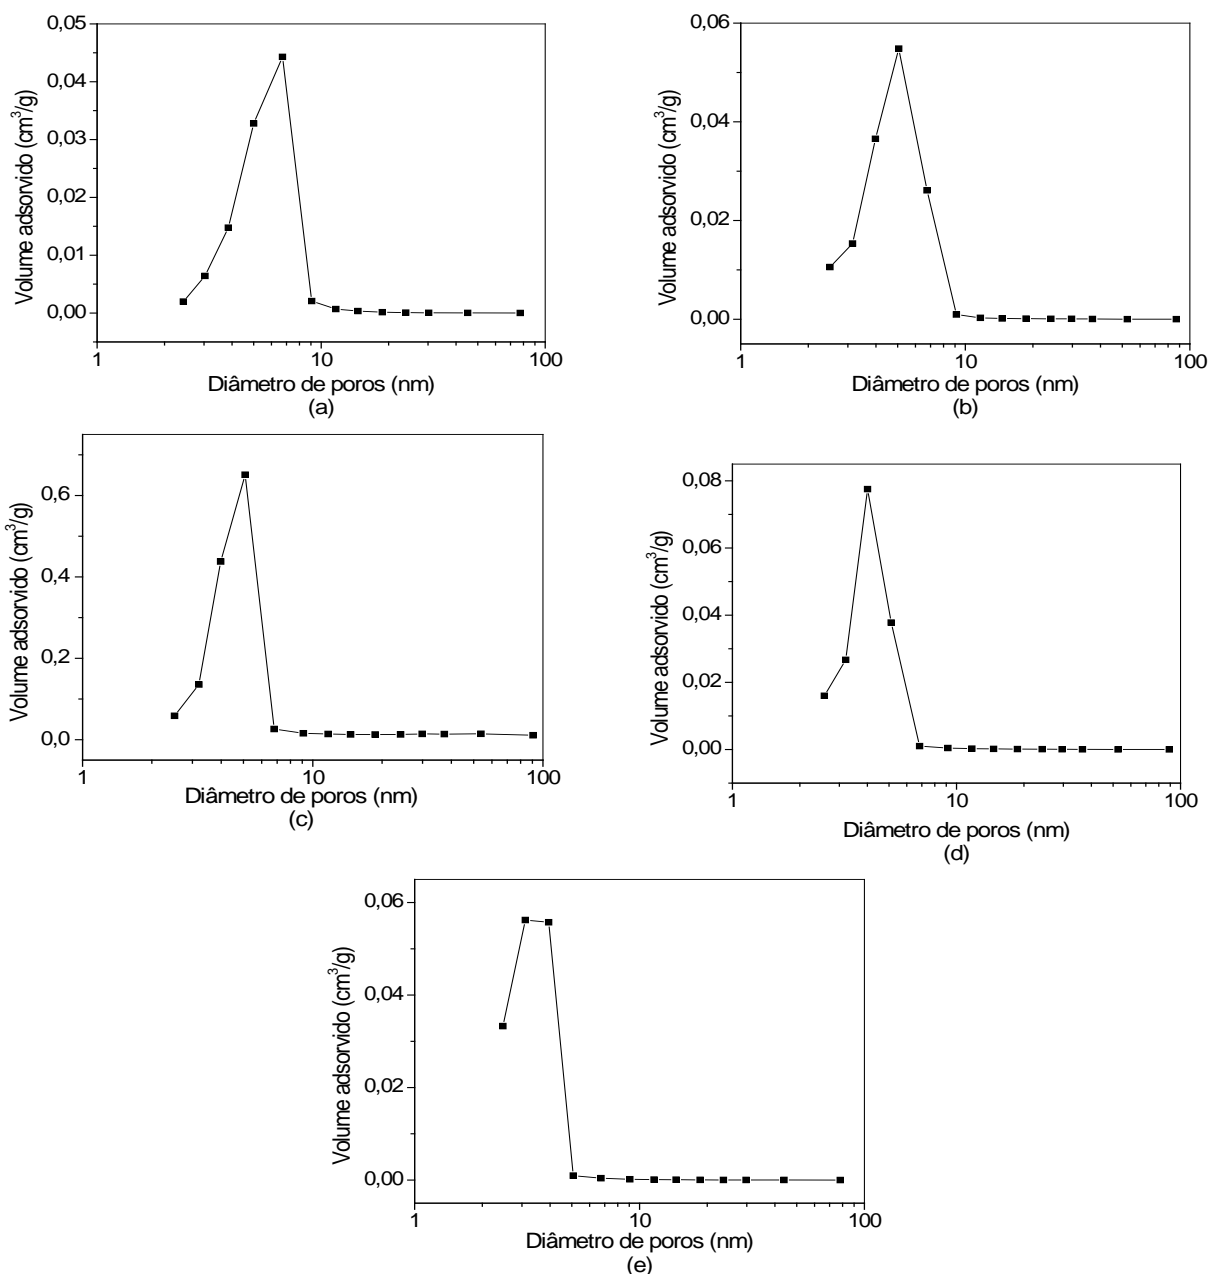 0,05
0,04
0,03
0,02
0,01
0,00
Volume adsorvido (cm³/g)
1
10
100
Diâmetro de poros (nm)
(a)
0,06
0,04
0,02
0,00
Volume adsorvido (cm³/g)
1
10
100
Diâmetro de poros (nm)
(b)
0,6
0,4
0,2
0,0
Volume adsorvido (cm³/g)
1
10
100
Diâmetro de poros (nm)
(c)
0,08
0,06
0,04
0,02
0,00
Volume adsorvido (cm³/g)
1
10
100
Diâmetro de poros (nm)
(d)
0,06
0,04
0,02
0,00
Volume adsorvido (cm³/g)
1
10
100
Diâmetro de poros (nm)
(e)